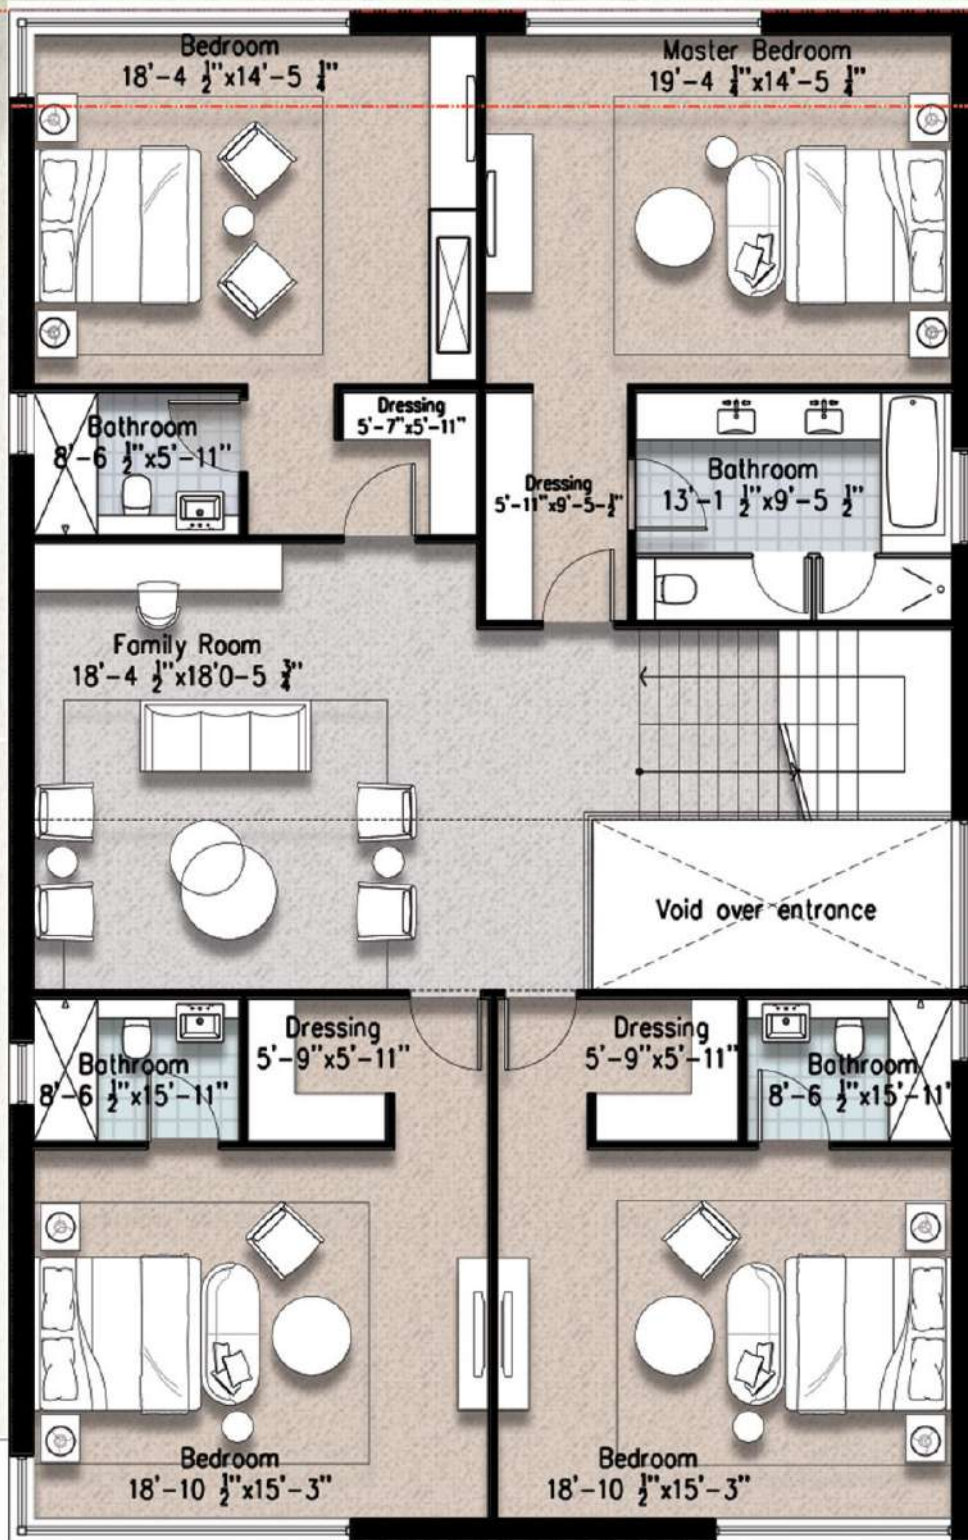 Bedroom
18'-4 ½"x14'-5 ¼"
Master Bedroom
19'-4 ¼"x14'-5 ¼"
Dressing
5'-7"x5'-11"
Bathroom
8'-6 ½"x5'-11"
Dressing
5'-11"x9'-5-½"
Bathroom
13'-1 ½"x9'-5 ½"
Family Room
18'-4 ½"x18'0-5 ¾"
Void over entrance
Dressing
5'-9"x5'-11"
Dressing
5'-9"x5'-11"
Bathroom
8'-6 ½"x15'-11"
Bathroom
8'-6 ½"x15'-11'
Bedroom
18'-10 ½"x15'-3"
Bedroom
18'-10 ½"x15'-3"